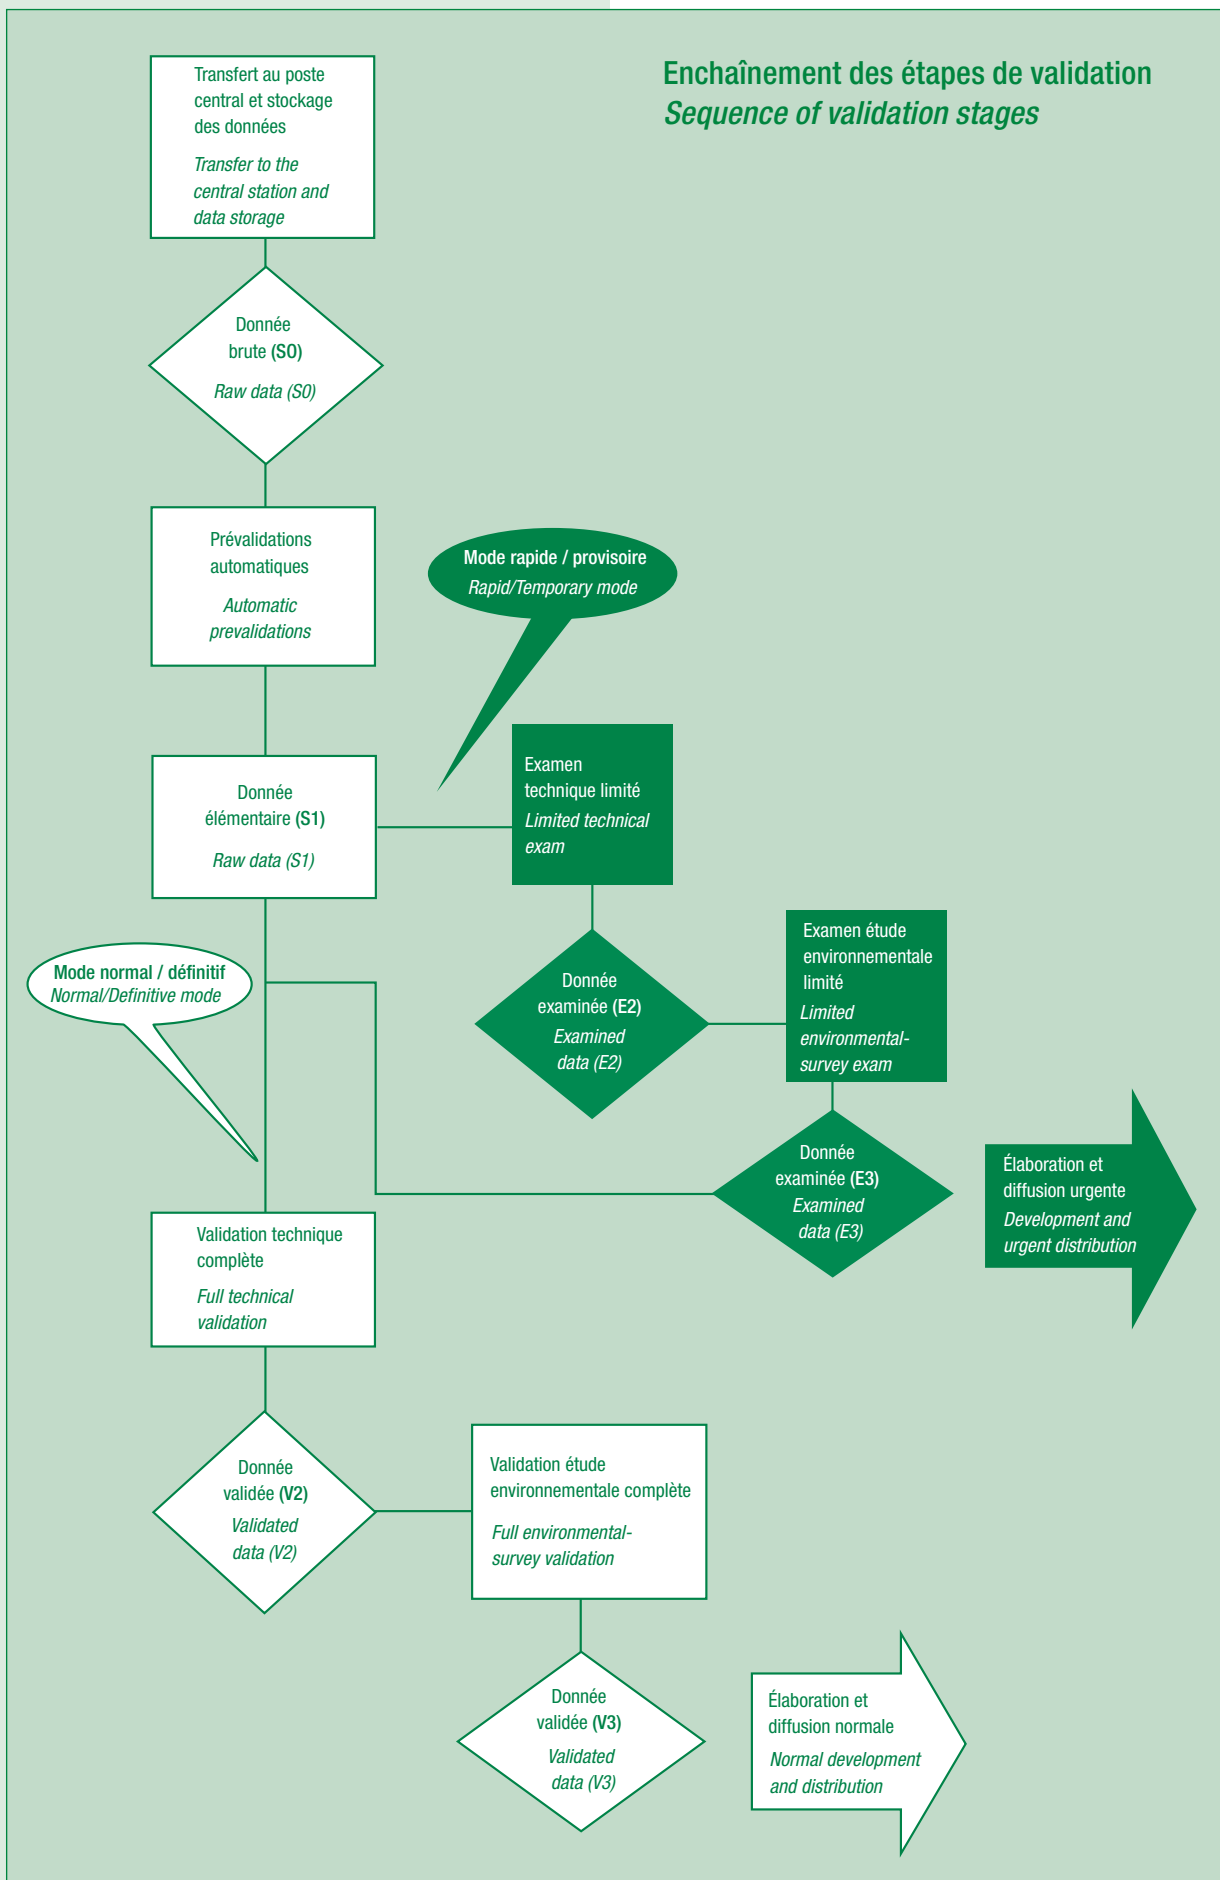 Enchaînement des étapes de validation
Sequence of validation stages
Transfert au poste
central et stockage
des données
Transfer to the
central station and
data storage
Donnée
brute (S0)
Raw data (S0)
Prévalidations
automatiques
Automatic
prevalidations
Mode rapide / provisoire
Rapid/Temporary mode
Donnée
élémentaire (S1)
Raw data (S1)
Examen
technique limité
Limited technical
exam
Donnée
examinée (E2)
Examined
data (E2)
Examen étude
environnementale
limité
Limited
environmental-
survey exam
Mode normal / définitif
Normal/Definitive mode
Donnée
examinée (E3)
Examined
data (E3)
Élaboration et
diffusion urgente
Development and
urgent distribution
Validation technique
complète
Full technical
validation
Donnée
validée (V2)
Validated
data (V2)
Validation étude
environnementale complète
Full environmental-
survey validation
Donnée
validée (V3)
Validated
data (V3)
Élaboration et
diffusion normale
Normal development
and distribution